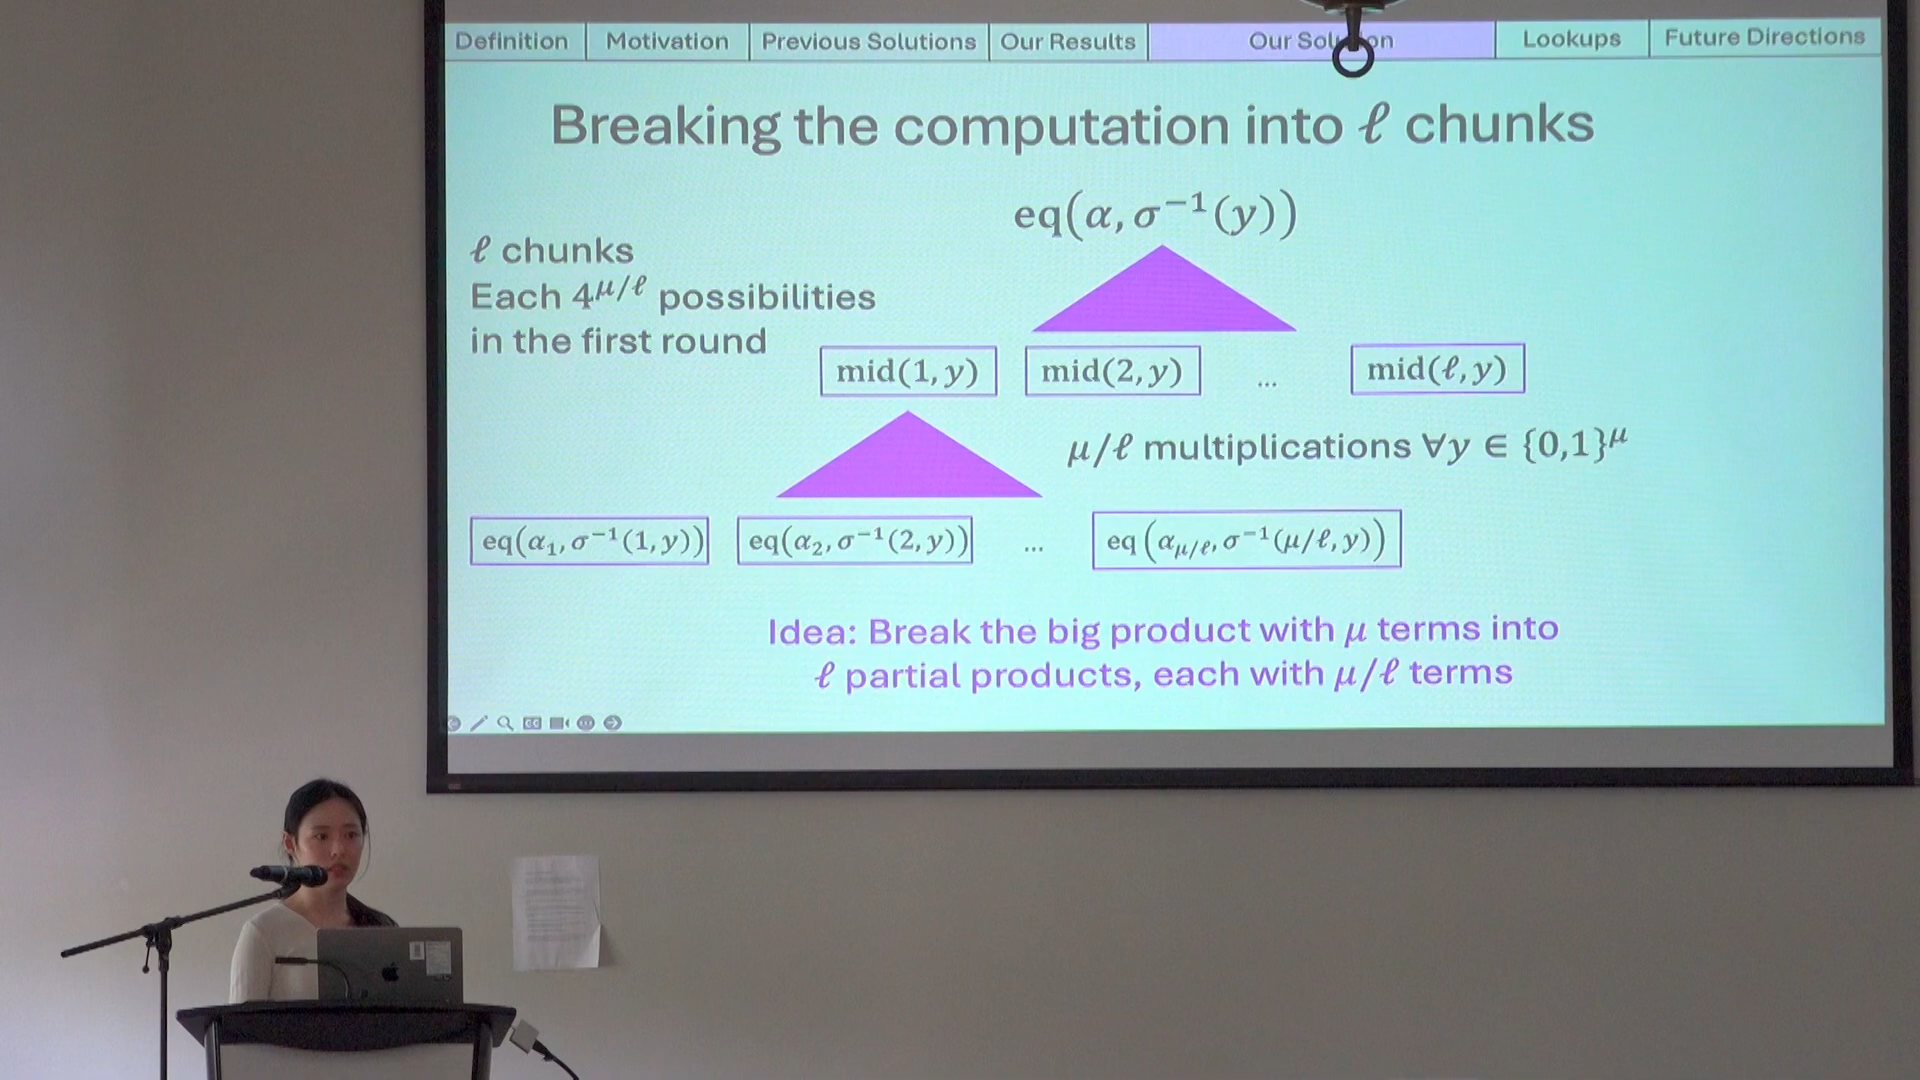 Definition Motivation Previous Solutions Our Results Our Solution Lookups Future Directions
Breaking the computation into ℓ chunks
eq(α, σ⁻¹(y))
ℓ chunks
Each 4^{μ/ℓ} possibilities
in the first round
mid(1, y) mid(2, y) ... mid(ℓ, y)
μ/ℓ multiplications ∀y ∈ {0,1}^μ
eq(α₁, σ⁻¹(1, y)) eq(α₂, σ⁻¹(2, y)) ... eq(α_{μ/ℓ}, σ⁻¹(μ/ℓ, y))
Idea: Break the big product with μ terms into
ℓ partial products, each with μ/ℓ terms